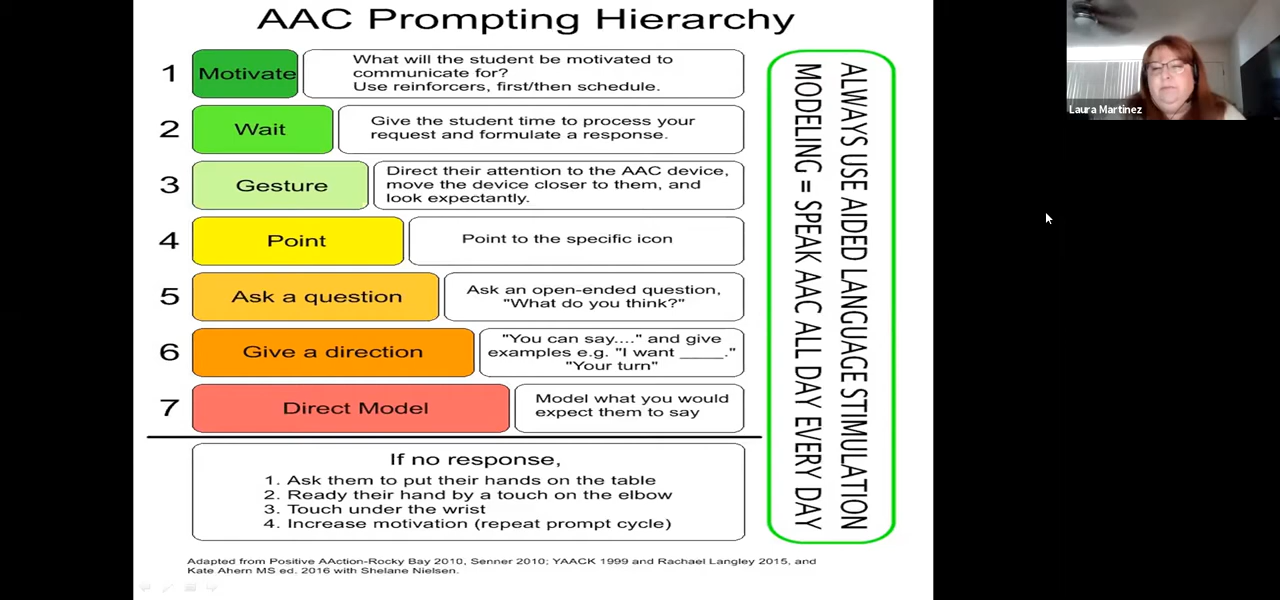 AAC Prompting Hierarchy
1 Motivate
What will the student be motivated to
communicate for?
Use reinforcers, first/then schedule.
2 Wait
Give the student time to process your
request and formulate a response.
3 Gesture
Direct their attention to the AAC device,
move the device closer to them, and
look expectantly.
4 Point
Point to the specific icon
5 Ask a question
Ask an open-ended question,
"What do you think?"
6 Give a direction
"You can say...." and give
examples e.g. "I want _____."
"Your turn"
7 Direct Model
Model what you would
expect them to say
If no response,
1. Ask them to put their hands on the table
2. Ready their hand by a touch on the elbow
3. Touch under the wrist
4. Increase motivation (repeat prompt cycle)
ALWAYS USE AIDED LANGUAGE STIMULATION
MODELING = SPEAK AAC ALL DAY EVERY DAY
Adapted from Positive AAction-Rocky Bay 2010, Senner 2010; YAACK 1999 and Rachael Langley 2015, and
Kate Ahern MS ed. 2016 with Shelane Nielsen.
Laura Martinez